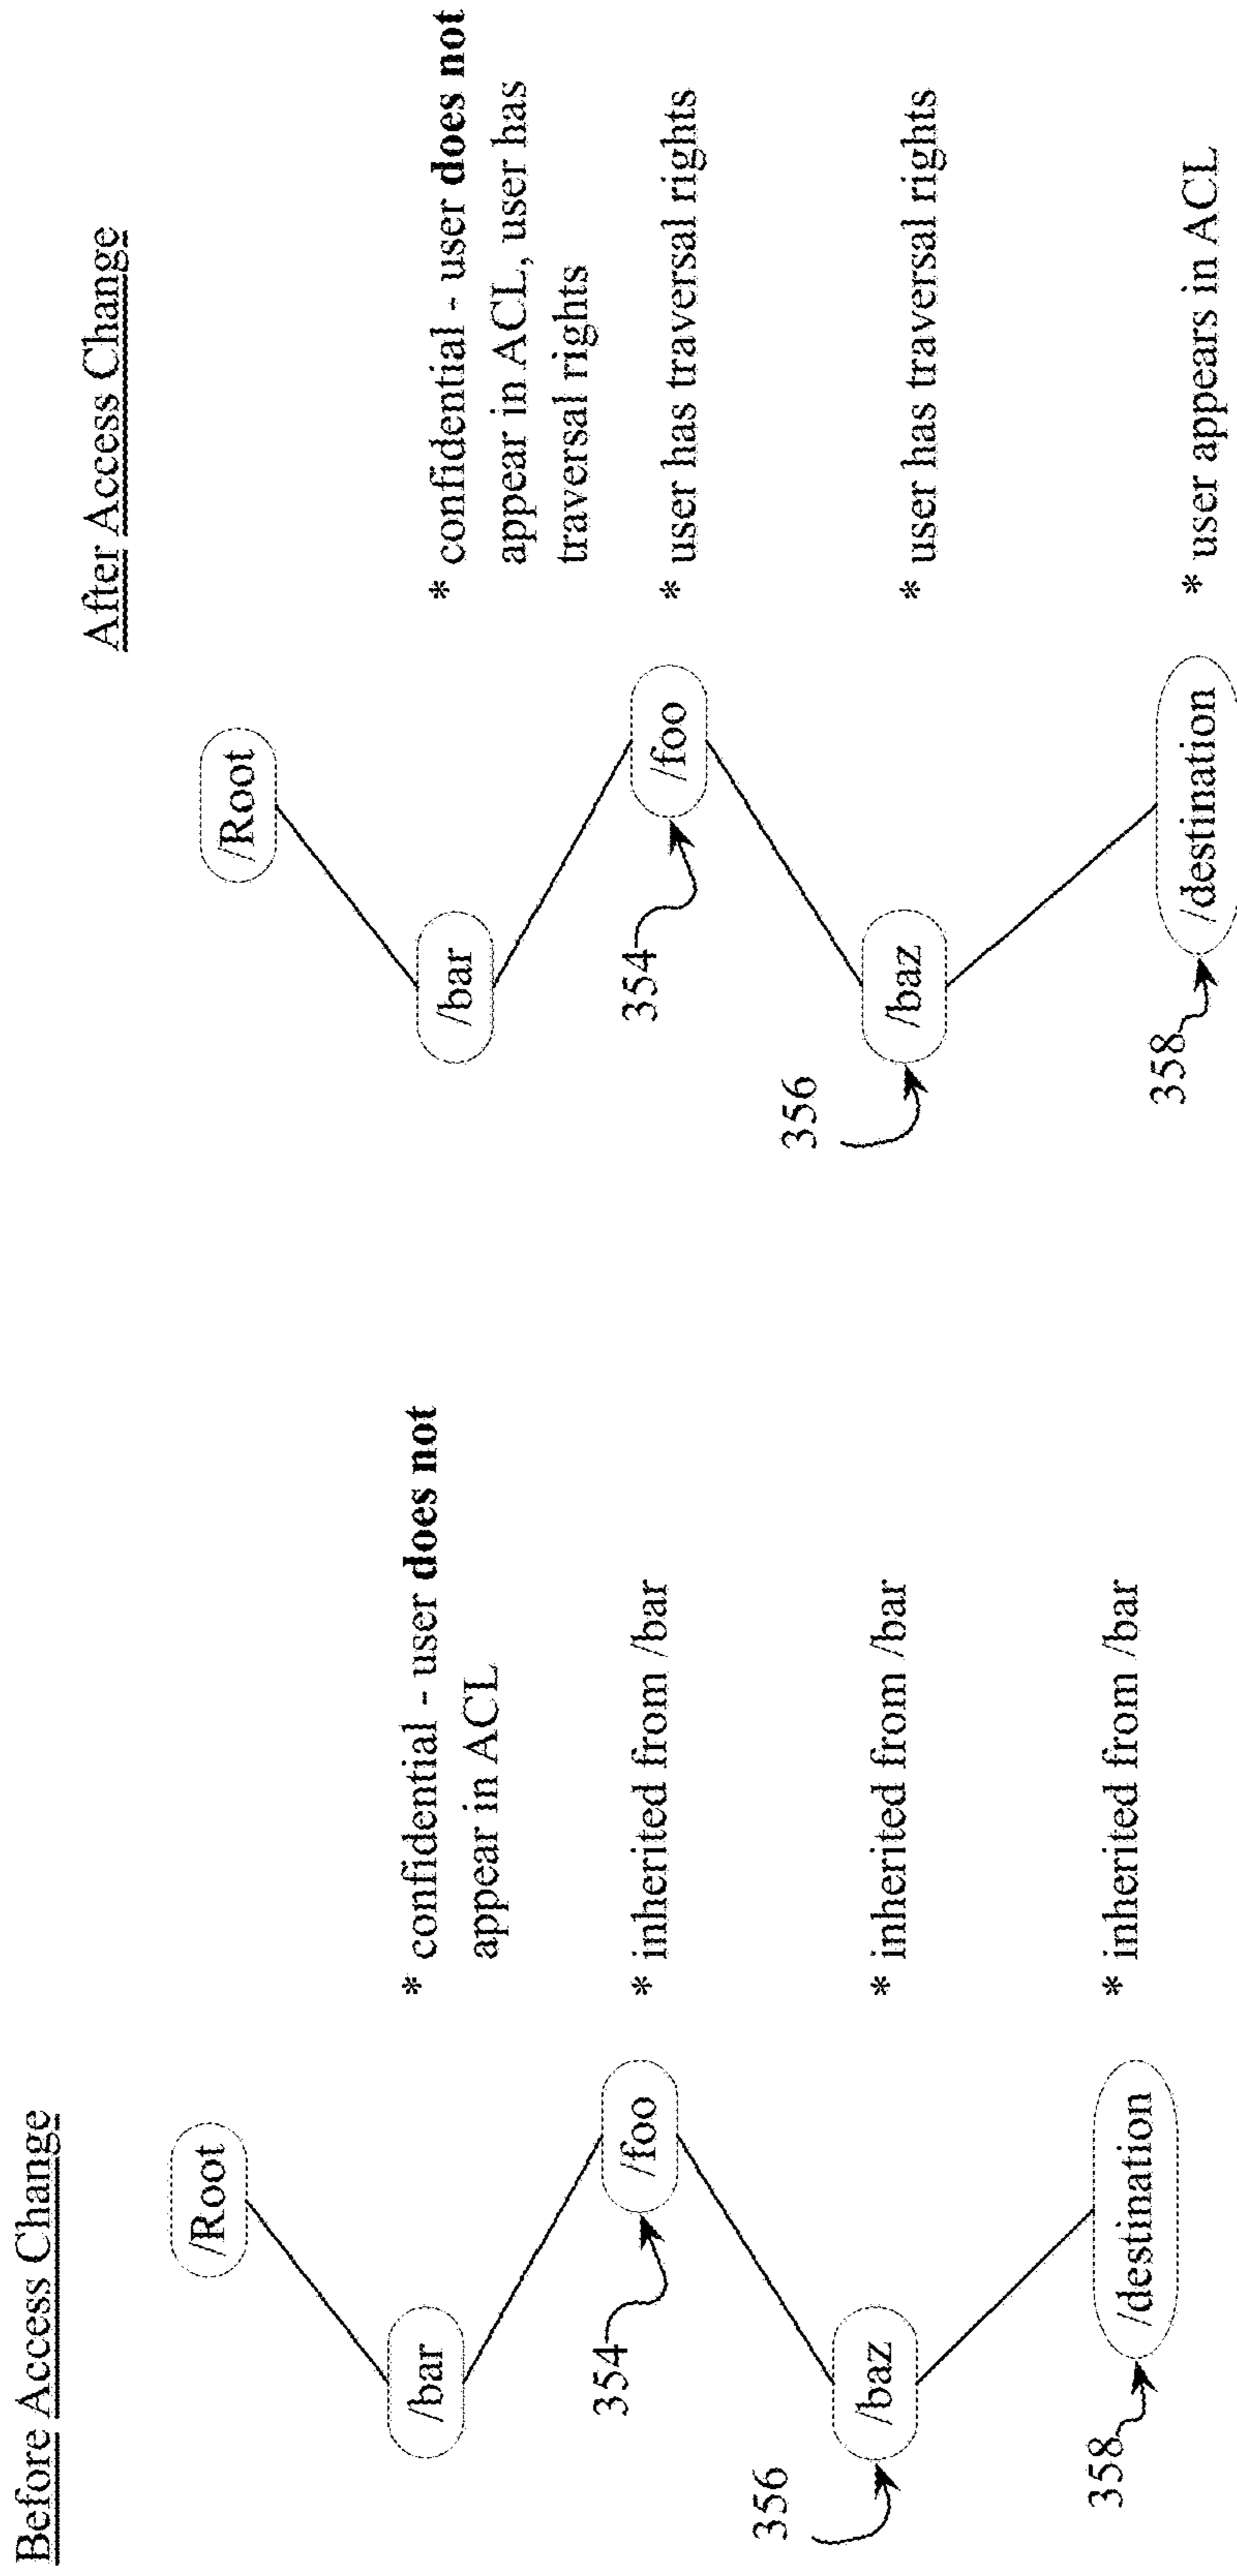 Before Access Change
/Root
/bar
* confidential - user does not
appear in ACL
354
/foo
* inherited from /bar
356
/baz
* inherited from /bar
358
/destination
* inherited from /bar
After Access Change
/Root
/bar
* confidential - user does not
appear in ACL, user has
traversal rights
354
/foo
* user has traversal rights
356
/baz
* user has traversal rights
358
/destination
* user appears in ACL